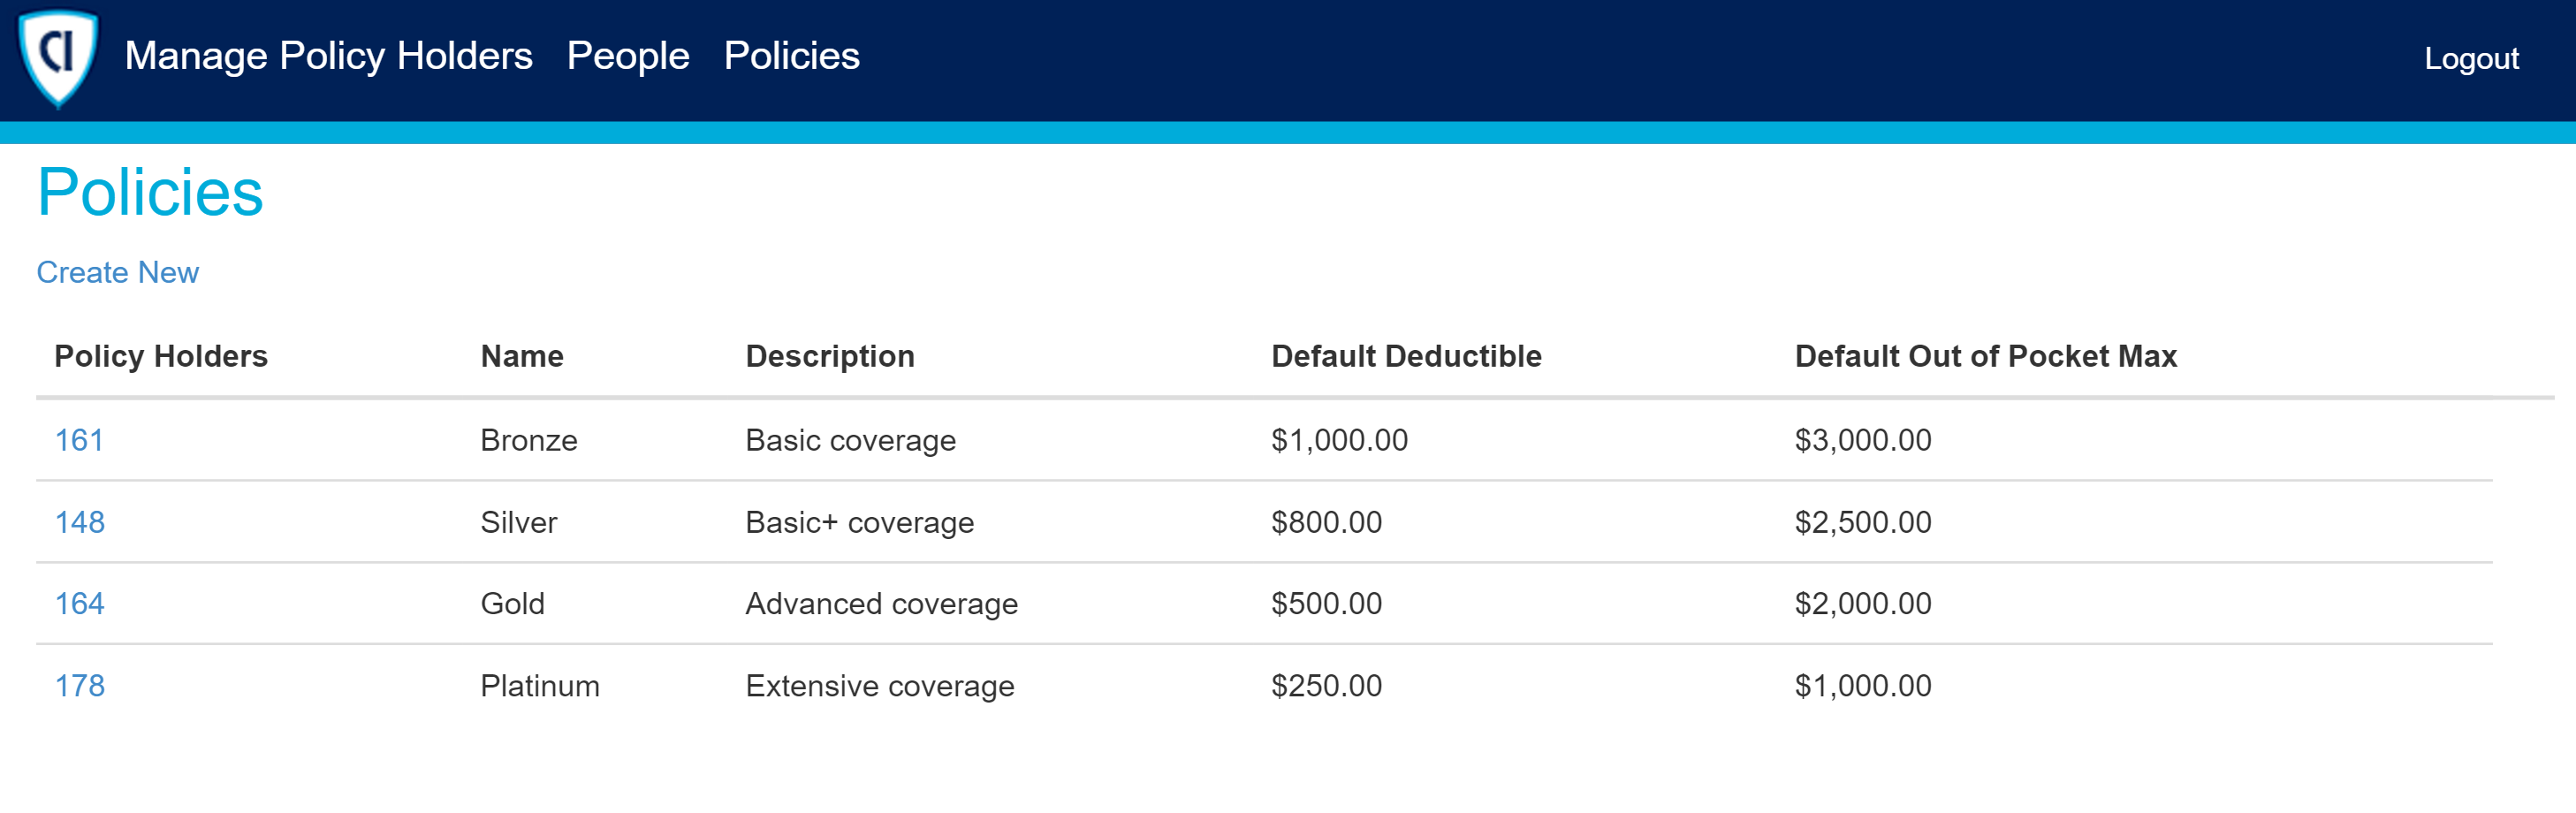 CI Manage Policy Holders People Policies Logout
Policies
Create New
Policy Holders Name Description Default Deductible Default Out of Pocket Max
161 Bronze Basic coverage $1,000.00 $3,000.00
148 Silver Basic+ coverage $800.00 $2,500.00
164 Gold Advanced coverage $500.00 $2,000.00
178 Platinum Extensive coverage $250.00 $1,000.00